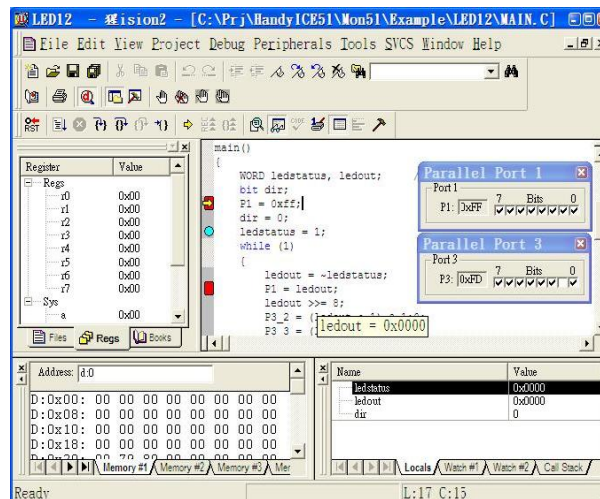 LED12 - 猩ision2 - [C:\Prj\HandyICE51\Mon51\Example\LED12\MAIN.C]
File Edit View Project Debug Peripherals Tools SVCS Window Help
RST
Register Value
Regs
r0 0x00
r1 0x00
r2 0x00
r3 0x00
r4 0x00
r5 0x00
r6 0x00
r7 0x00
Sys
a 0x00
Files Regs Books
main()
{
WORD ledstatus, ledout; /
bit dir;
P1 = 0xff;
dir = 0;
ledstatus = 1;
while (1)
{
ledout = ~ledstatus;
P1 = ledout;
ledout >>= 8;
P3_2 = (
P3_3 = (
ledout = 0x0000
Parallel Port 1
Port 1
7 Bits 0
P1: 0xFF
Parallel Port 3
Port 3
7 Bits 0
P3: 0xFD
Address: d:0
D:0x00: 00 00 00 00 00 00 00 00
D:0x08: 00 00 00 00 00 00 00 00
D:0x10: 00 00 00 00 00 00 00 00
D:0x18: 00 00 00 00 00 00 00 00
Memory #1 Memory #2 Memory #3 Mer
Name Value
ledstatus 0x0000
ledout 0x0000
dir 0
Locals Watch #1 Watch #2 Call Stack
Ready L:17 C:15